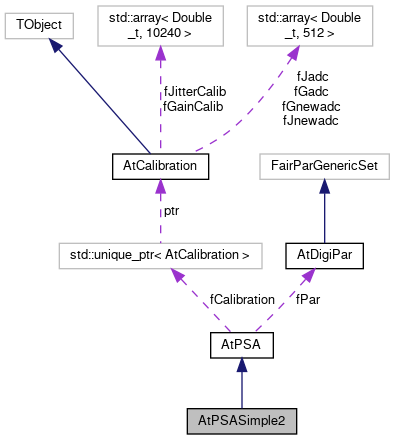 TObject
std::array< Double
_t, 10240 >
std::array< Double
_t, 512 >
fJitterCalib
fGainCalib
fJadc
fGadc
fGnewadc
fJnewadc
AtCalibration
FairParGenericSet
ptr
std::unique_ptr< AtCalibration >
AtDigiPar
fCalibration
fPar
AtPSA
AtPSASimple2